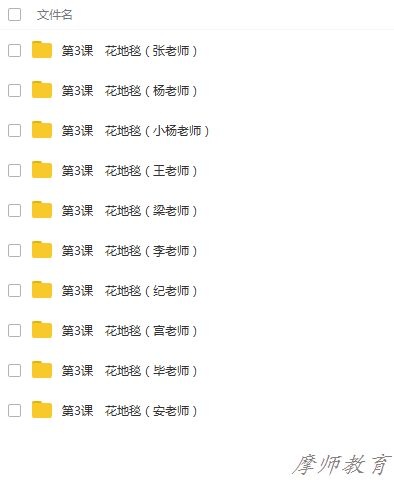 文件名
第3课 花地毯（张老师）
第3课 花地毯（杨老师）
第3课 花地毯（小杨老师）
第3课 花地毯（王老师）
第3课 花地毯（梁老师）
第3课 花地毯（李老师）
第3课 花地毯（纪老师）
第3课 花地毯（宫老师）
第3课 花地毯（毕老师）
第3课 花地毯（安老师）
摩师教育